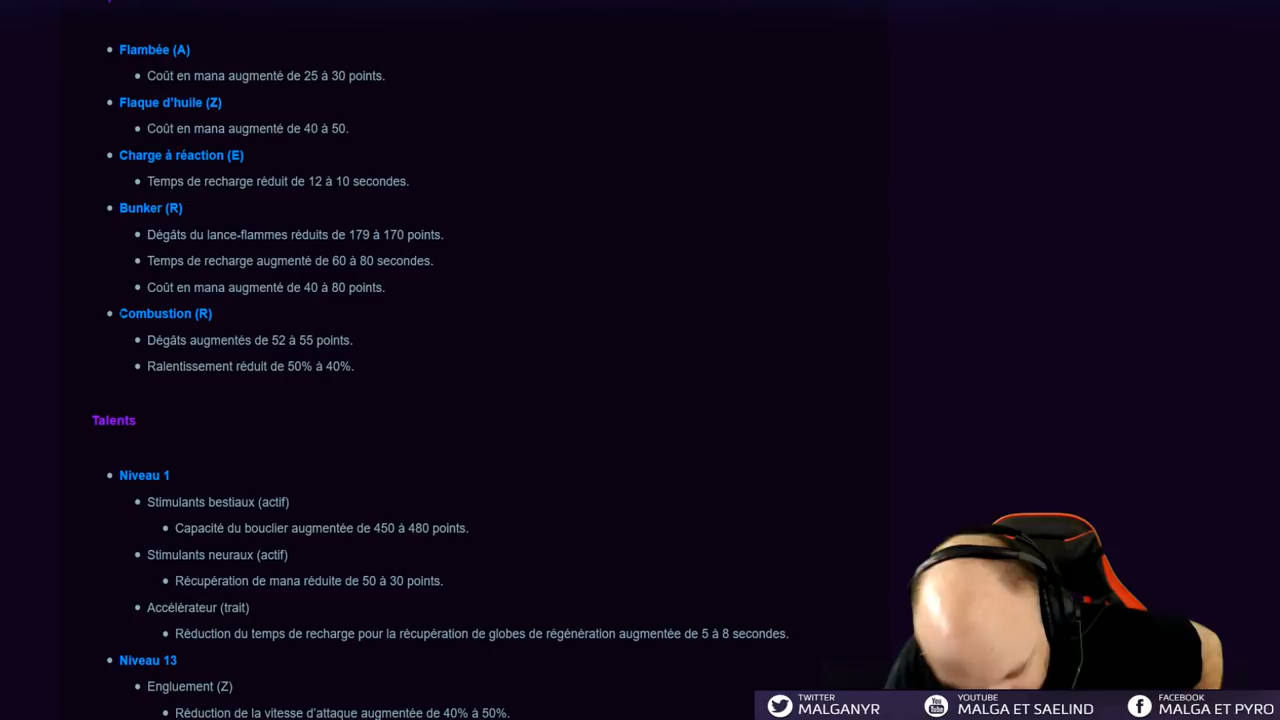 Flambée (A)
Coût en mana augmenté de 25 à 30 points.
Flaque d'huile (Z)
Coût en mana augmenté de 40 à 50.
Charge à réaction (E)
Temps de recharge réduit de 12 à 10 secondes.
Bunker (R)
Dégâts du lance-flammes réduits de 179 à 170 points.
Temps de recharge augmenté de 60 à 80 secondes.
Coût en mana augmenté de 40 à 80 points.
Combustion (R)
Dégâts augmentés de 52 à 55 points.
Ralentissement réduit de 50% à 40%.
Talents
Niveau 1
Stimulants bestiaux (actif)
Capacité du bouclier augmentée de 450 à 480 points.
Stimulants neuraux (actif)
Récupération de mana réduite de 50 à 30 points.
Accélérateur (trait)
Réduction du temps de recharge pour la récupération de globes de régénération augmentée de 5 à 8 secondes.
Niveau 13
Engluement (Z)
Réduction de la vitesse d'attaque augmentée de 40% à 50%.
TWITTER
MALGANYR
YOUTUBE
MALGA ET SAELIND
FACEBOOK
MALGA ET PYRO